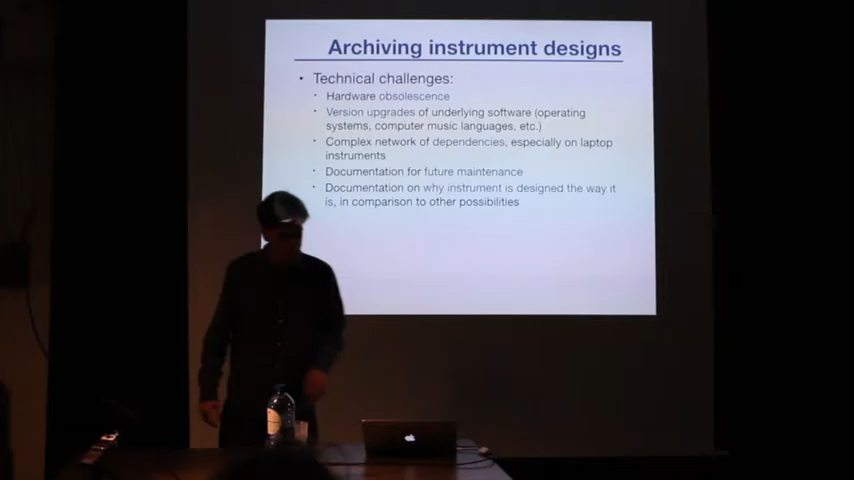 Archiving instrument designs
• Technical challenges:
• Hardware obsolescence
• Version upgrades of underlying software (operating
systems, computer music languages, etc.)
• Complex network of dependencies, especially on laptop
instruments
• Documentation for future maintenance
• Documentation on why instrument is designed the way it
is, in comparison to other possibilities